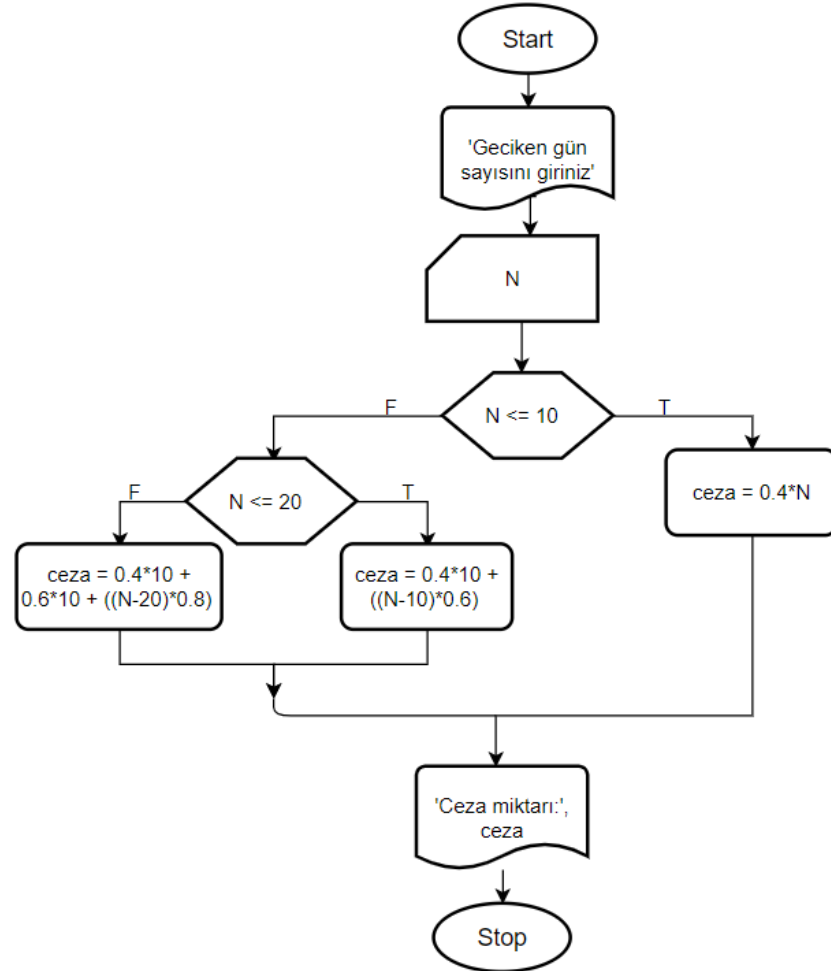 Start
'Geciken gün
sayısını giriniz'
N
F
N <= 10
T
ceza = 0.4*N
F
N <= 20
T
ceza = 0.4*10 +
0.6*10 + ((N-20)*0.8)
ceza = 0.4*10 +
((N-10)*0.6)
'Ceza miktarı:',
ceza
Stop